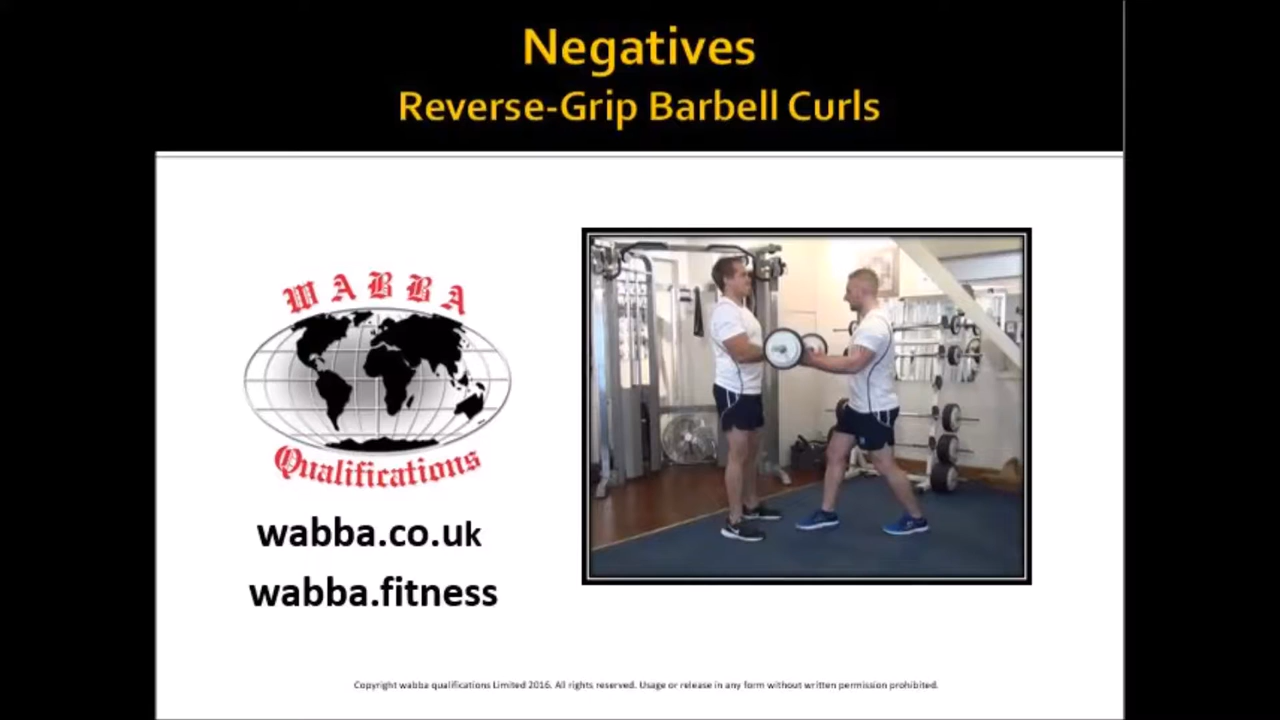 Negatives
Reverse-Grip Barbell Curls
WABBA
Qualifications
wabba.co.uk
wabba.fitness
Copyright wabba qualifications Limited 2016. All rights reserved. Usage or release in any form without written permission prohibited.